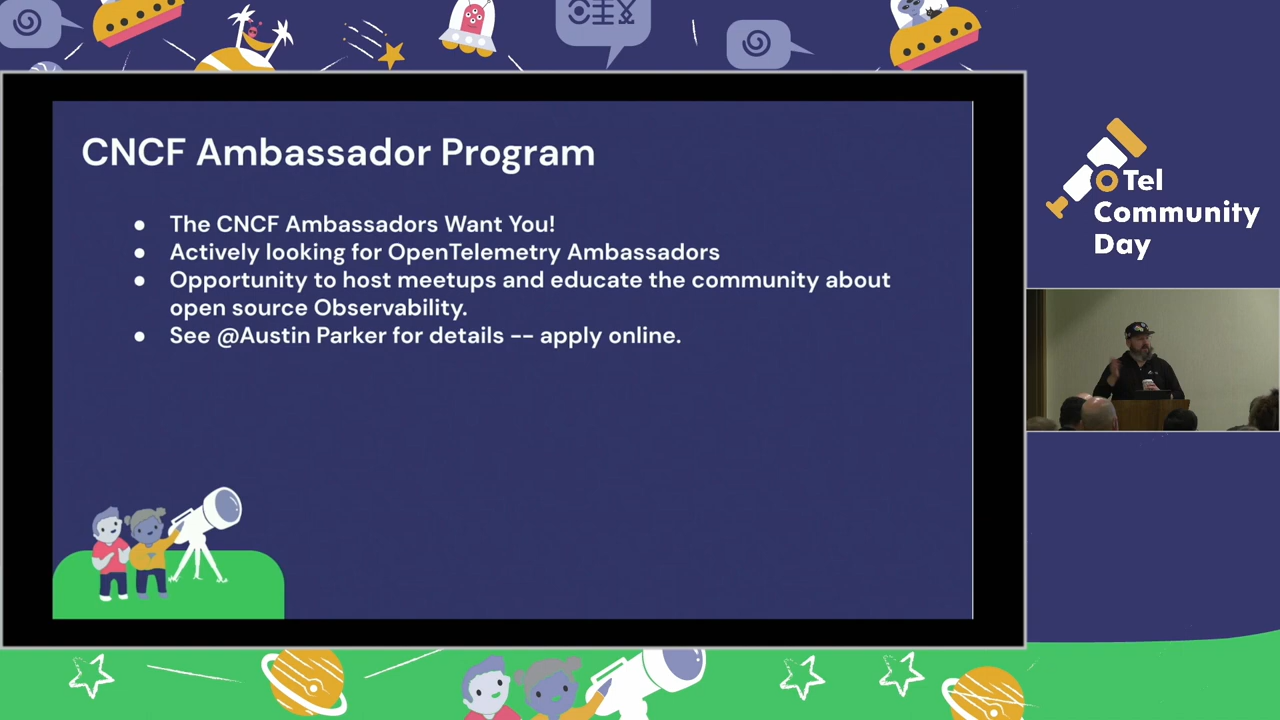 CNCF Ambassador Program
● The CNCF Ambassadors Want You!
● Actively looking for OpenTelemetry Ambassadors
● Opportunity to host meetups and educate the community about
open source Observability.
● See @Austin Parker for details -- apply online.
OTel
Community
Day